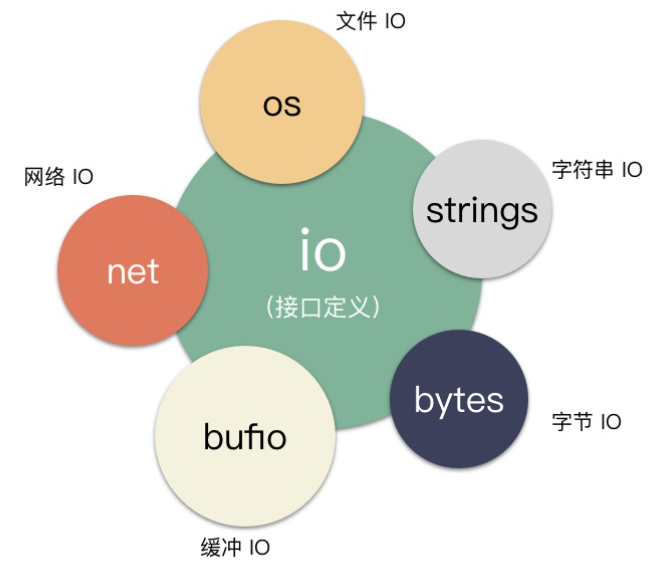 文件 IO
os
字符串 IO
网络 IO
strings
io
net
(接口定义)
bytes
字节 IO
bufio
缓冲 IO